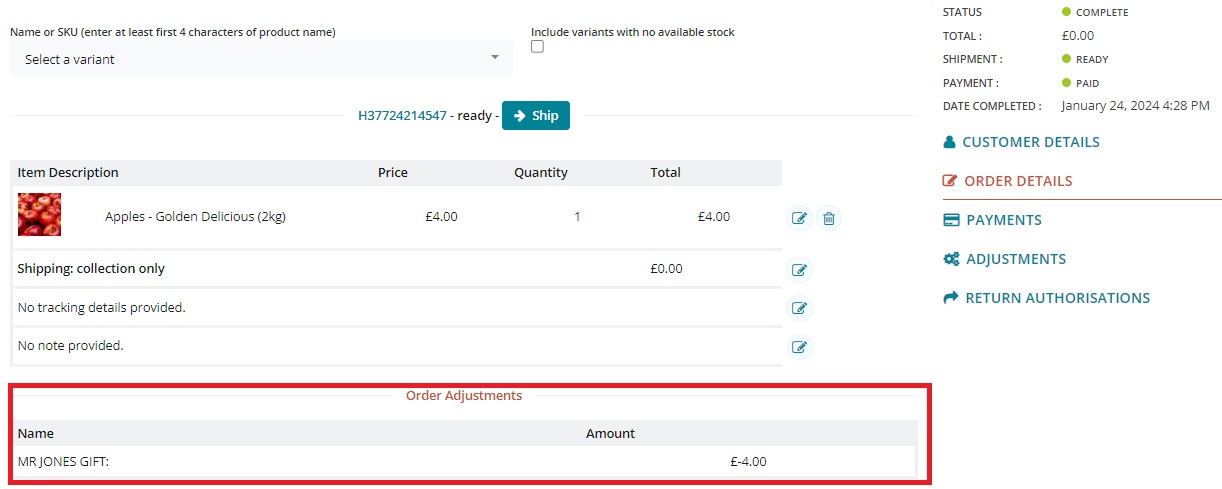 Name or SKU (enter at least first 4 characters of product name)
Include variants with no available stock
Select a variant
H37724214547 - ready - Ship
Item Description Price Quantity Total
Apples - Golden Delicious (2kg) £4.00 1 £4.00
Shipping: collection only £0.00
No tracking details provided.
No note provided.
Order Adjustments
Name Amount
MR JONES GIFT: £-4.00
STATUS COMPLETE
TOTAL : £0.00
SHIPMENT : READY
PAYMENT : PAID
DATE COMPLETED : January 24, 2024 4:28 PM
CUSTOMER DETAILS
ORDER DETAILS
PAYMENTS
ADJUSTMENTS
RETURN AUTHORISATIONS